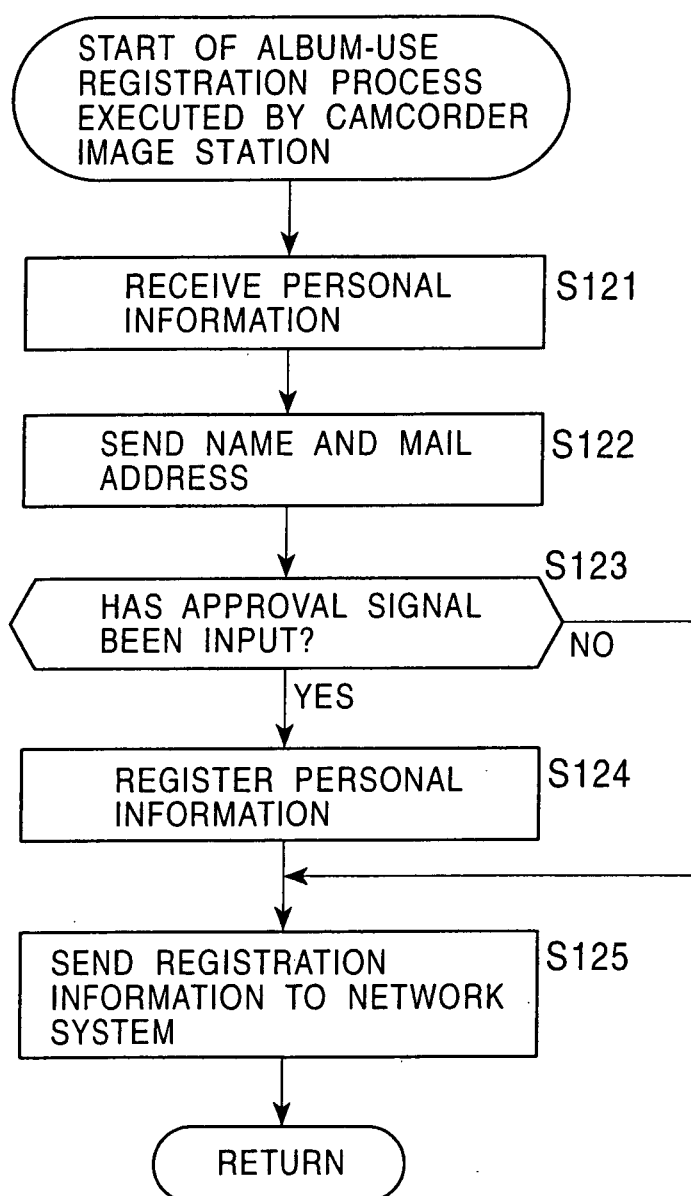 START OF ALBUM-USE
REGISTRATION PROCESS
EXECUTED BY CAMCORDER
IMAGE STATION
RECEIVE PERSONAL
INFORMATION
S121
SEND NAME AND MAIL
ADDRESS
S122
S123
HAS APPROVAL SIGNAL
BEEN INPUT?
NO
YES
REGISTER PERSONAL
INFORMATION
S124
SEND REGISTRATION
INFORMATION TO NETWORK
SYSTEM
S125
RETURN